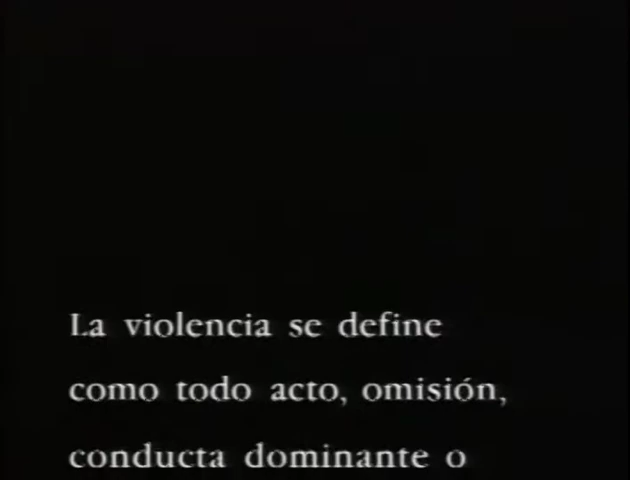 La violencia se define
como todo acto, omisión,
conducta dominante o